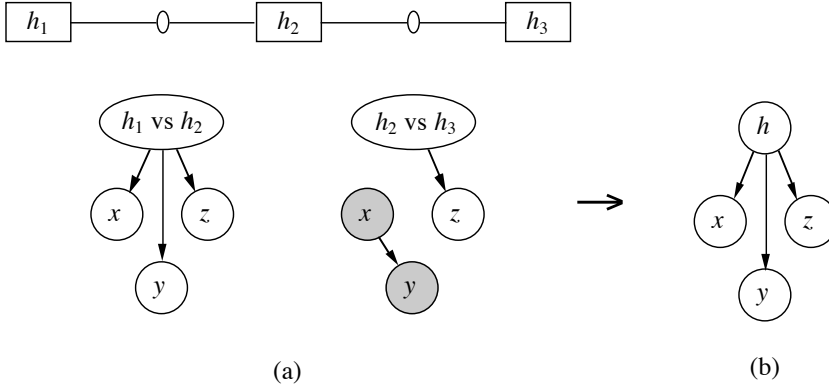 h₁ h₂ h₃
h₁ vs h₂ h₂ vs h₃ h
x z x z x z
y y y
(a) (b)